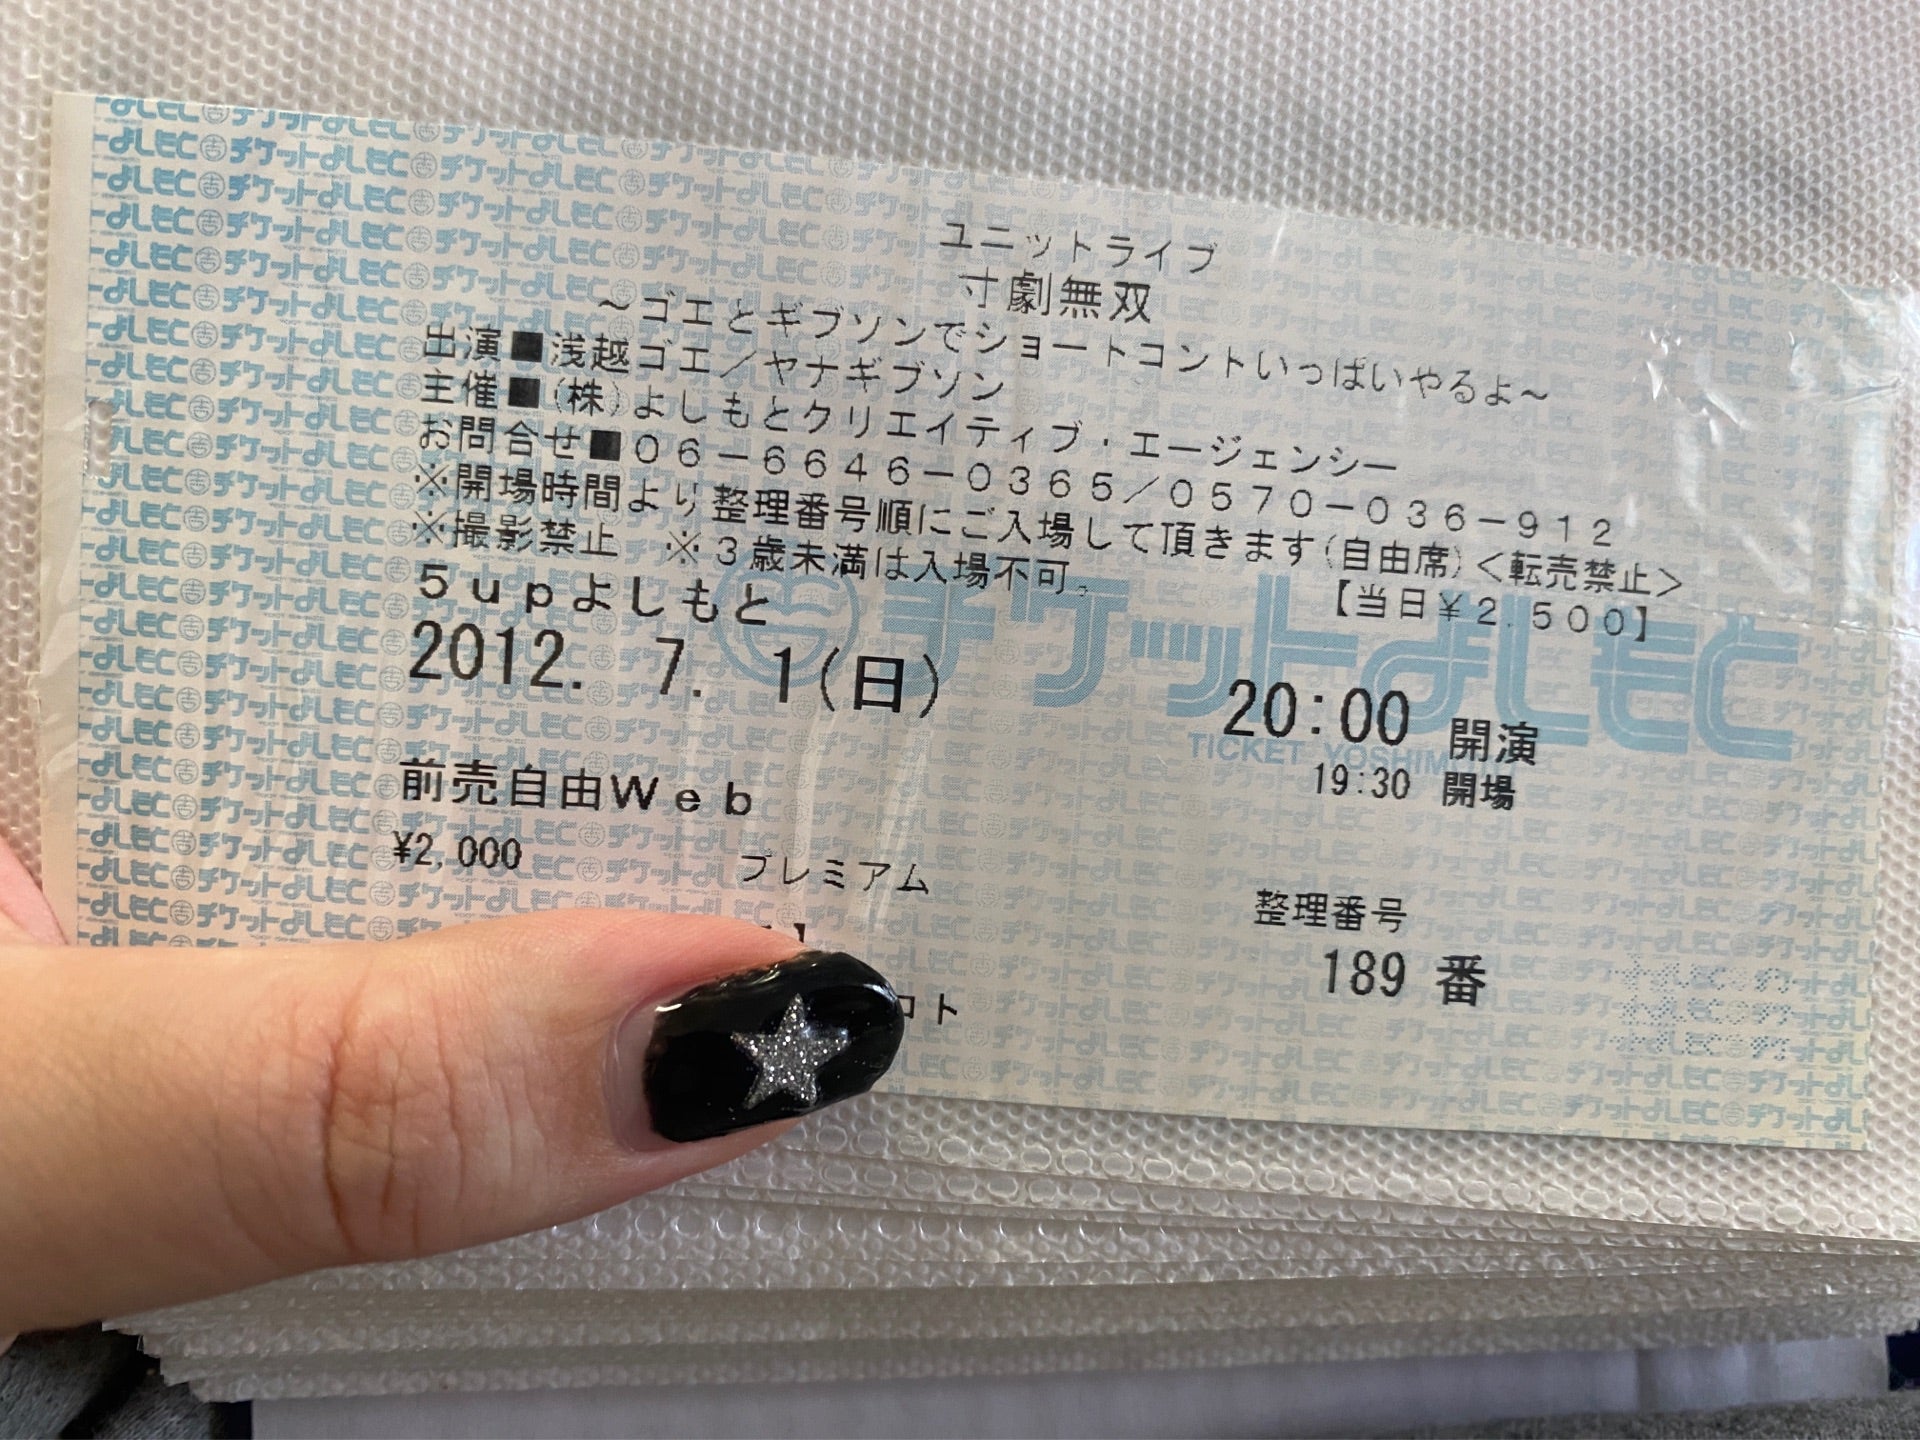 ユニットライブ
寸劇無双
～ゴエとギブソンでショートコントいっぱいやるよ～
出演■浅越ゴエ／ヤナギブソン
主催■(株)よしもとクリエイティブ・エージェンシー
お問合せ■06－6646－0365／0570－036－912
※開場時間より整理番号順にご入場して頂きます(自由席)＜転売禁止＞
※撮影禁止　※3歳未満は入場不可。
【当日￥2,500】
5upよしもと
チケットよしもと
TICKET YOSHIM
2012. 7. 1(日)
20:00 開演
19:30 開場
前売自由Web
¥2,000
プレミアム
整理番号
189 番